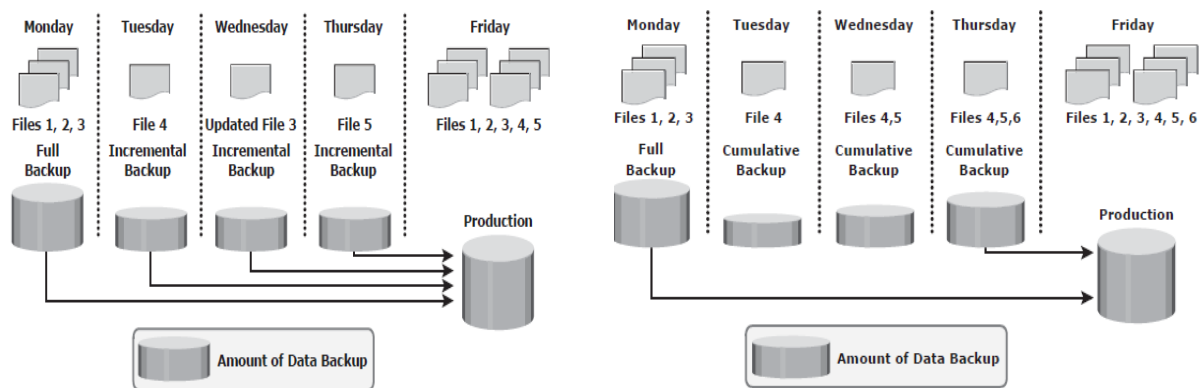 Monday Tuesday Wednesday Thursday Friday
Files 1, 2, 3 File 4 Updated File 3 File 5 Files 1, 2, 3, 4, 5
Full Incremental Incremental Incremental
Backup Backup Backup Backup
Production
Amount of Data Backup
Monday Tuesday Wednesday Thursday Friday
Files 1, 2, 3 File 4 Files 4,5 Files 4,5,6 Files 1, 2, 3, 4, 5, 6
Full Cumulative Cumulative Cumulative
Backup Backup Backup Backup
Production
Amount of Data Backup